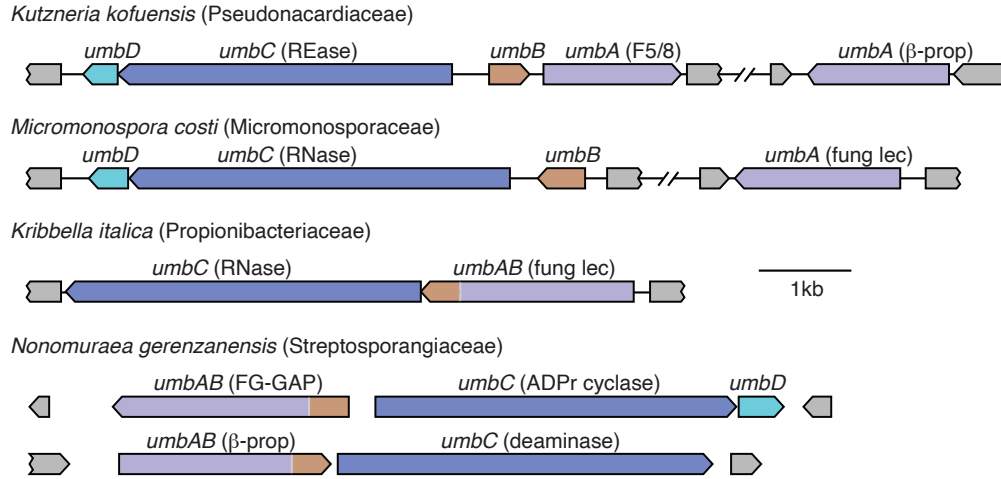 Kutzneria kofuensis (Pseudonacardiaceae)
umbD umbC (REase) umbB umbA (F5/8) umbA (β-prop)
Micromonospora costi (Micromonosporaceae)
umbD umbC (RNase) umbB umbA (fung lec)
Kribbella italica (Propionibacteriaceae)
umbC (RNase) umbAB (fung lec)
1kb
Nonomuraea gerenzanensis (Streptosporangiaceae)
umbAB (FG-GAP) umbC (ADPr cyclase) umbD
umbAB (β-prop) umbC (deaminase)